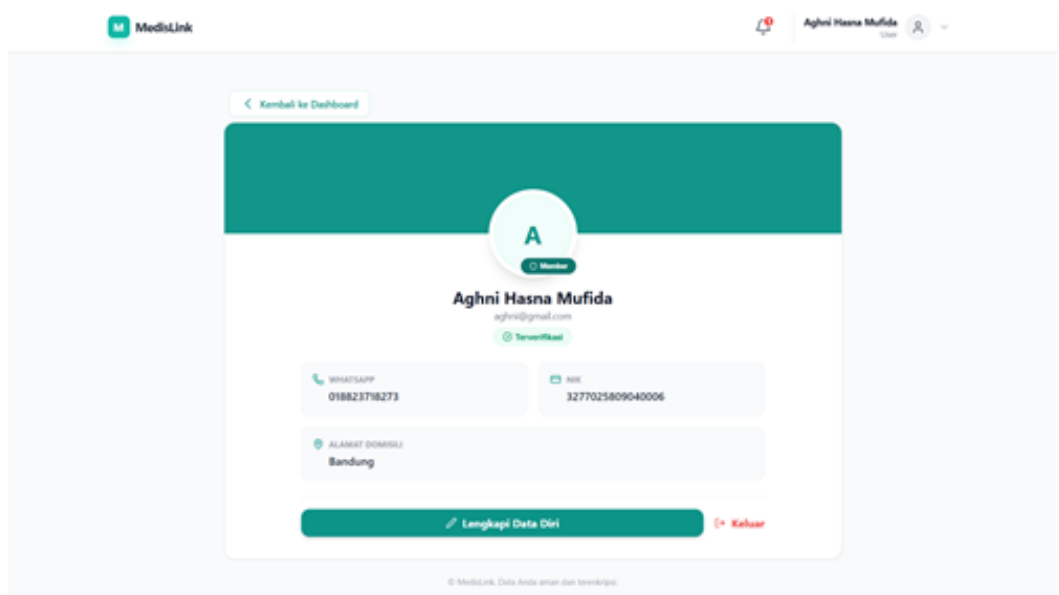 M MedisLink
Aghni Hasna Mufida
User
Kembali ke Dashboard
A
Member
Aghni Hasna Mufida
aghni@gmail.com
Terverifikasi
WHATSAPP
018823718273
NIK
3277025809040006
ALAMAT DOMISILI
Bandung
Lengkapi Data Diri
Keluar
© MedisLink. Data Anda aman dan terenkripsi.